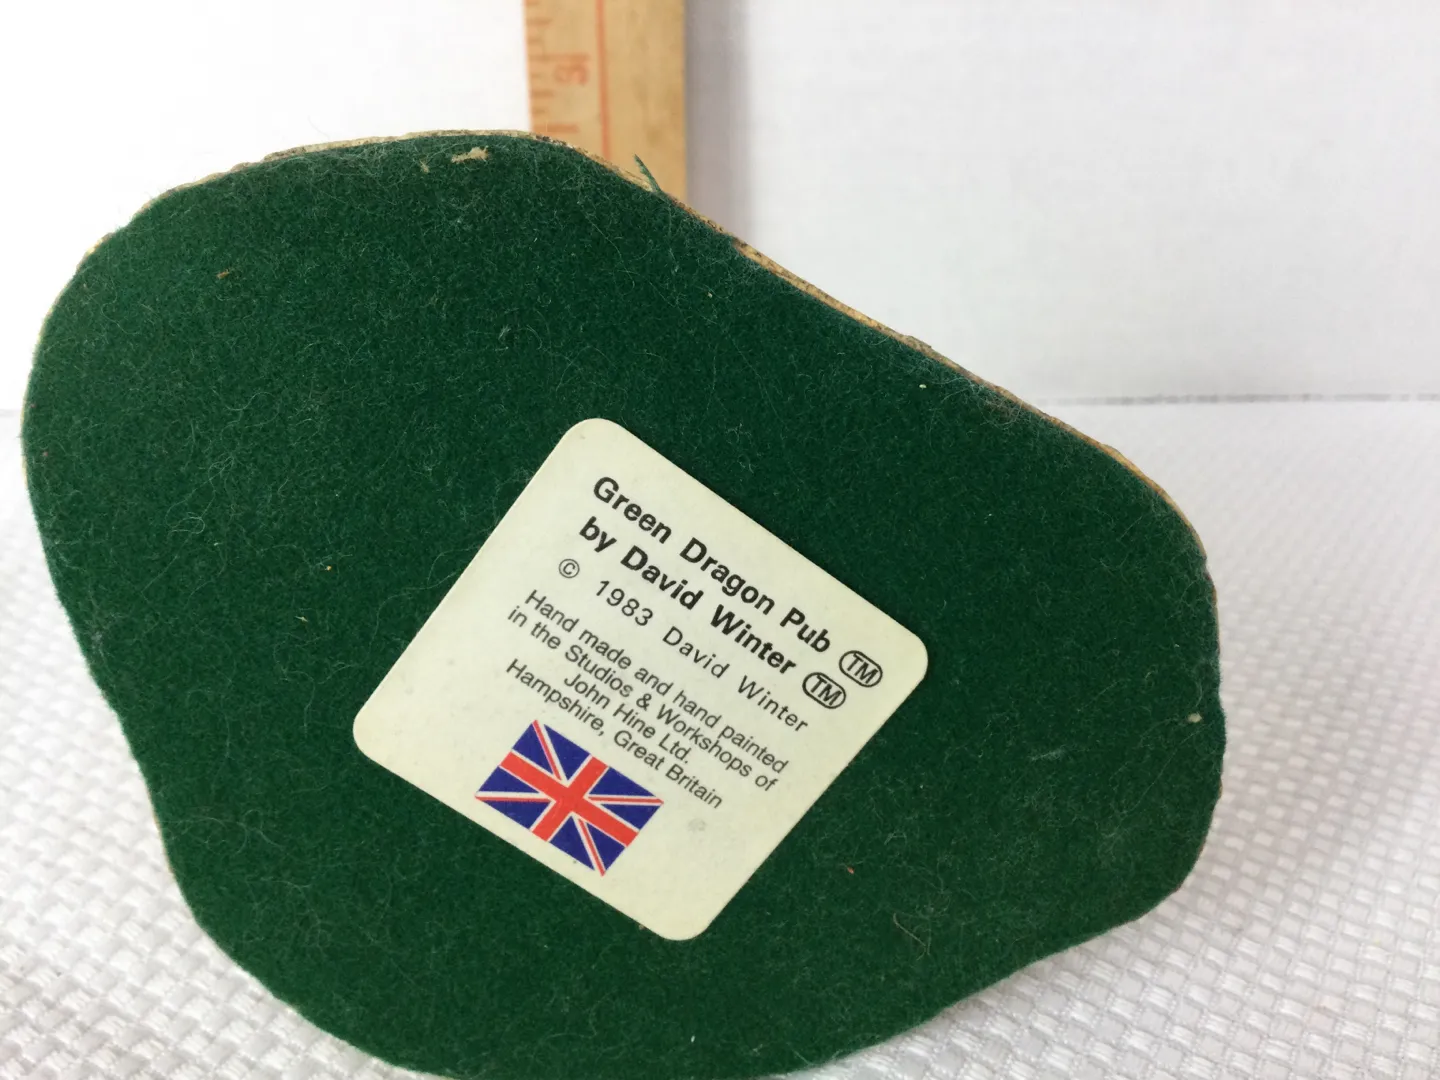 16
Green Dragon Pub TM
by David Winter TM
© 1983 David Winter
Hand made and hand painted
in the Studios & Workshops of
John Hine Ltd.
Hampshire, Great Britain